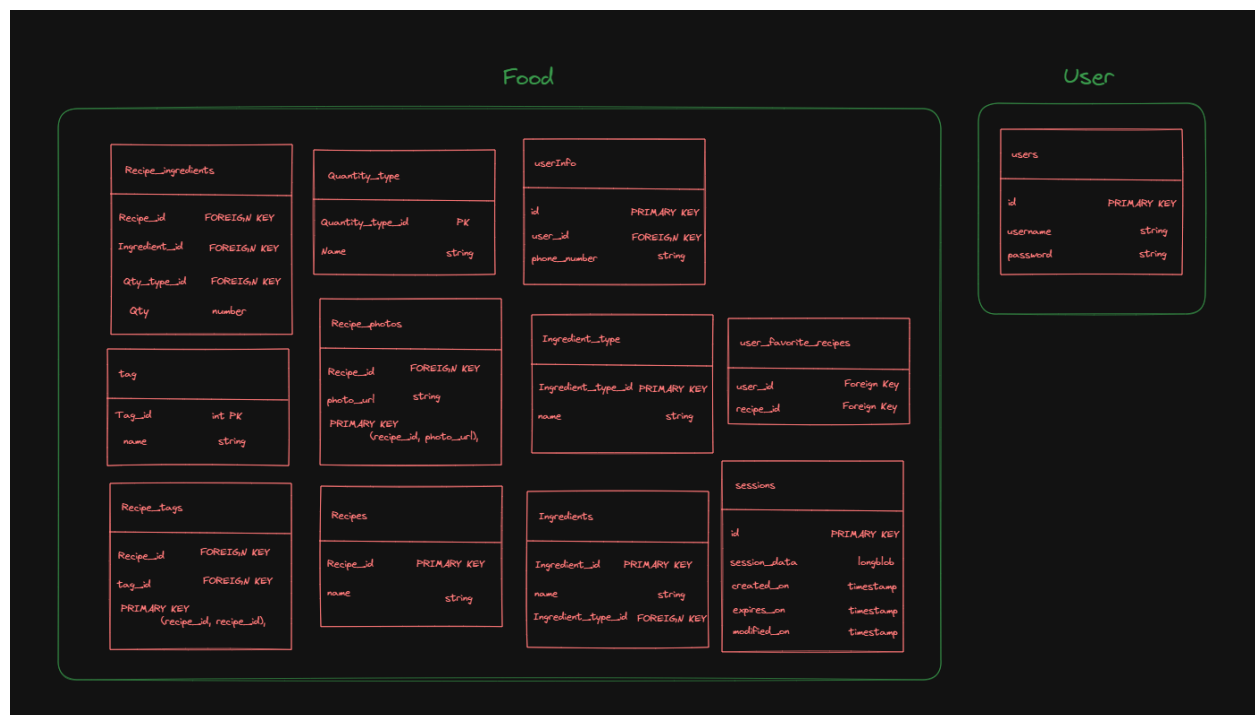 Food
User
Recipe_ingredients
Recipe_id FOREIGN KEY
Ingredient_id FOREIGN KEY
Qty_type_id FOREIGN KEY
Qty number
Quantity_type
Quantity_type_id PK
Name string
userInfo
id PRIMARY KEY
user_id FOREIGN KEY
phone_number string
users
id PRIMARY KEY
username string
password string
tag
Tag_id int PK
name string
Recipe_photos
Recipe_id FOREIGN KEY
photo_url string
PRIMARY KEY
(recipe_id, photo_url),
Ingredient_type
Ingredient_type_id PRIMARY KEY
name string
user_favorite_recipes
user_id Foreign Key
recipe_id Foreign Key
Recipe_tags
Recipe_id FOREIGN KEY
tag_id FOREIGN KEY
PRIMARY KEY
(recipe_id, recipe_id),
Recipes
Recipe_id PRIMARY KEY
name string
Ingredients
Ingredient_id PRIMARY KEY
name string
Ingredient_type_id FOREIGN KEY
sessions
id PRIMARY KEY
session_data longblob
created_on timestamp
expires_on timestamp
modified_on timestamp